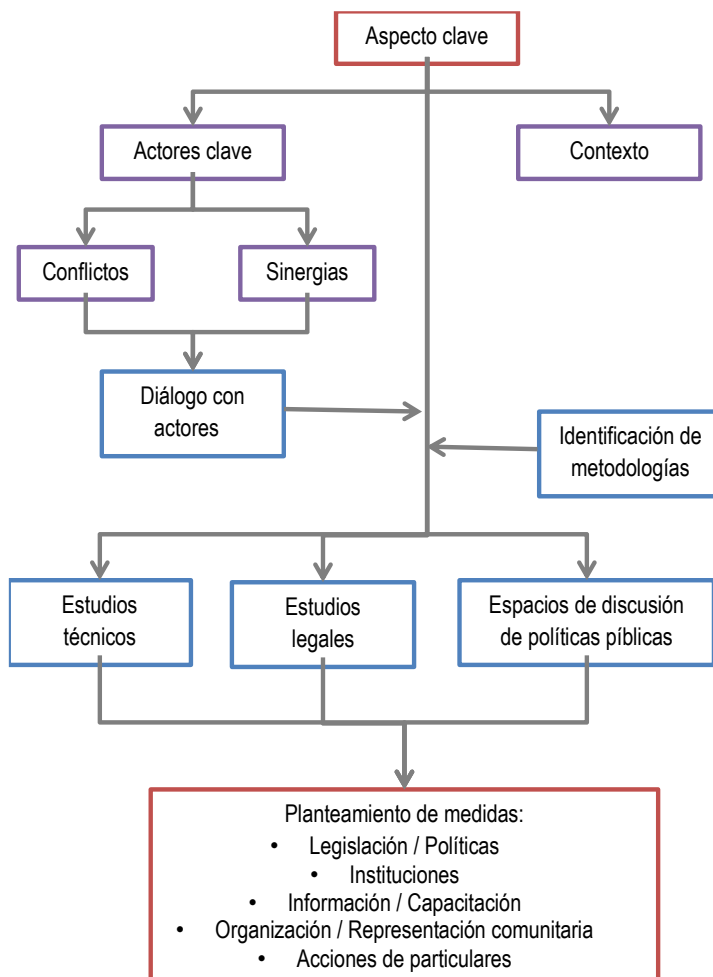 Aspecto clave
Actores clave
Contexto
Conflictos
Sinergias
Diálogo con
actores
Identificación de
metodologías
Estudios
técnicos
Estudios
legales
Espacios de discusión
de políticas píblicas
Planteamiento de medidas:
• Legislación / Políticas
• Instituciones
• Información / Capacitación
• Organización / Representación comunitaria
• Acciones de particulares